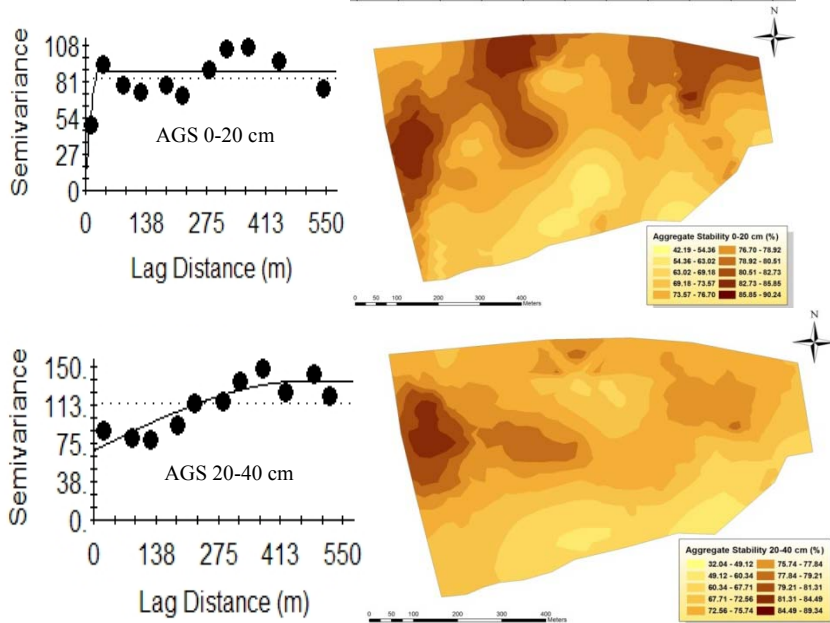 108
81
54
27
0
Semivariance
AGS 0-20 cm
0 138 275 413 550
Lag Distance (m)
N
Aggregate Stability 0-20 cm (%)
42.19 - 54.36 76.70 - 78.92
54.36 - 63.02 78.92 - 80.51
63.02 - 69.18 80.51 - 82.73
69.18 - 73.57 82.73 - 85.85
73.57 - 76.70 85.85 - 90.24
0 50 100 200 300 400
Meters
150.
113.
75.
38.
0.
Semivariance
AGS 20-40 cm
0 138 275 413 550
Lag Distance (m)
N
Aggregate Stability 20-40 cm (%)
32.04 - 49.12 75.74 - 77.84
49.12 - 60.34 77.84 - 79.21
60.34 - 67.71 79.21 - 81.31
67.71 - 72.56 81.31 - 84.49
72.56 - 75.74 84.49 - 89.34
0 50 100 200 300 400
Meters